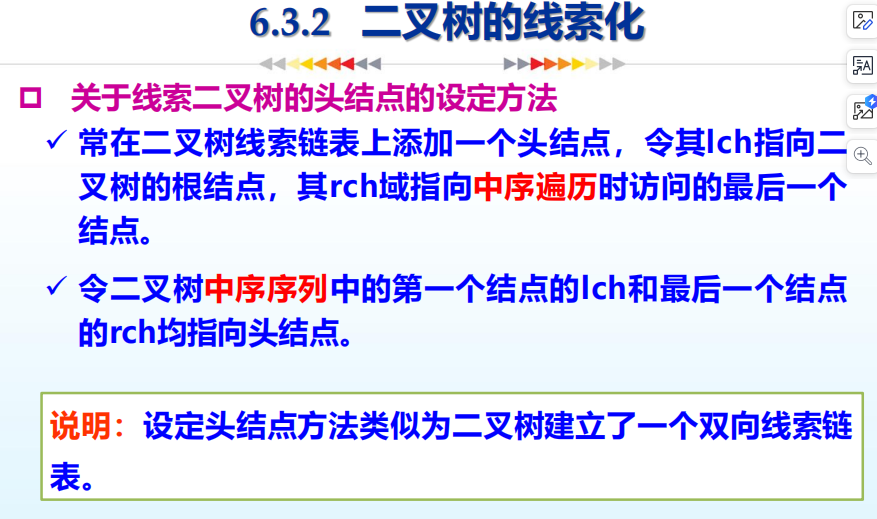 6.3.2 二叉树的线索化
关于线索二叉树的头结点的设定方法
常在二叉树线索链表上添加一个头结点，令其lch指向二
叉树的根结点，其rch域指向中序遍历时访问的最后一个
结点。
令二叉树中序序列中的第一个结点的lch和最后一个结点
的rch均指向头结点。
说明：设定头结点方法类似为二叉树建立了一个双向线索链
表。